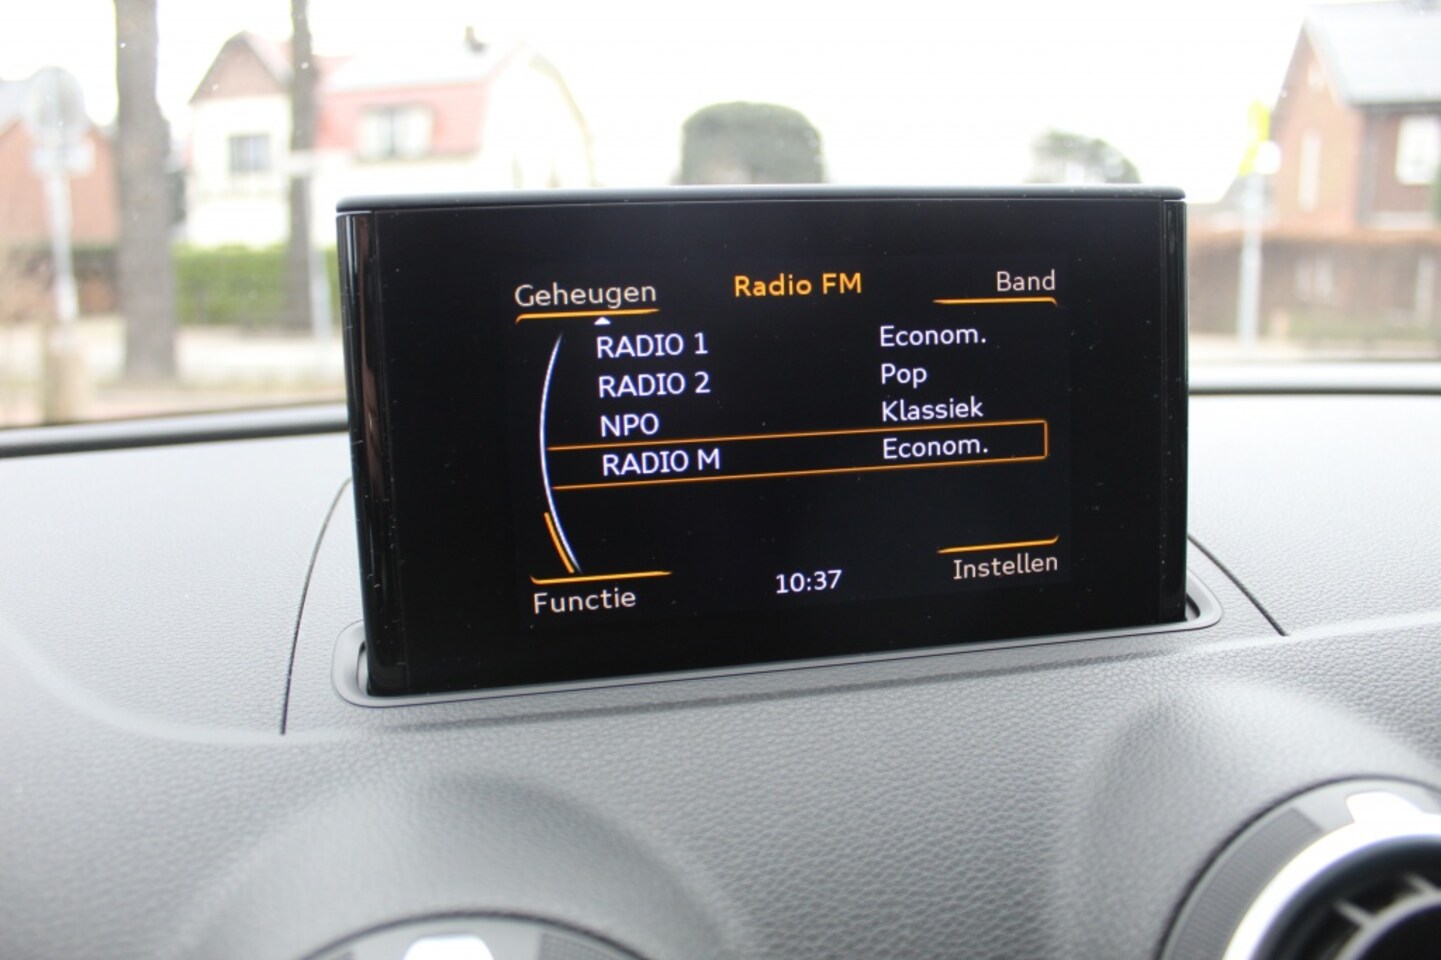 Geheugen Radio FM Band
RADIO 1 Econom.
RADIO 2 Pop
NPO Klassiek
RADIO M Econom.
Functie 10:37 Instellen